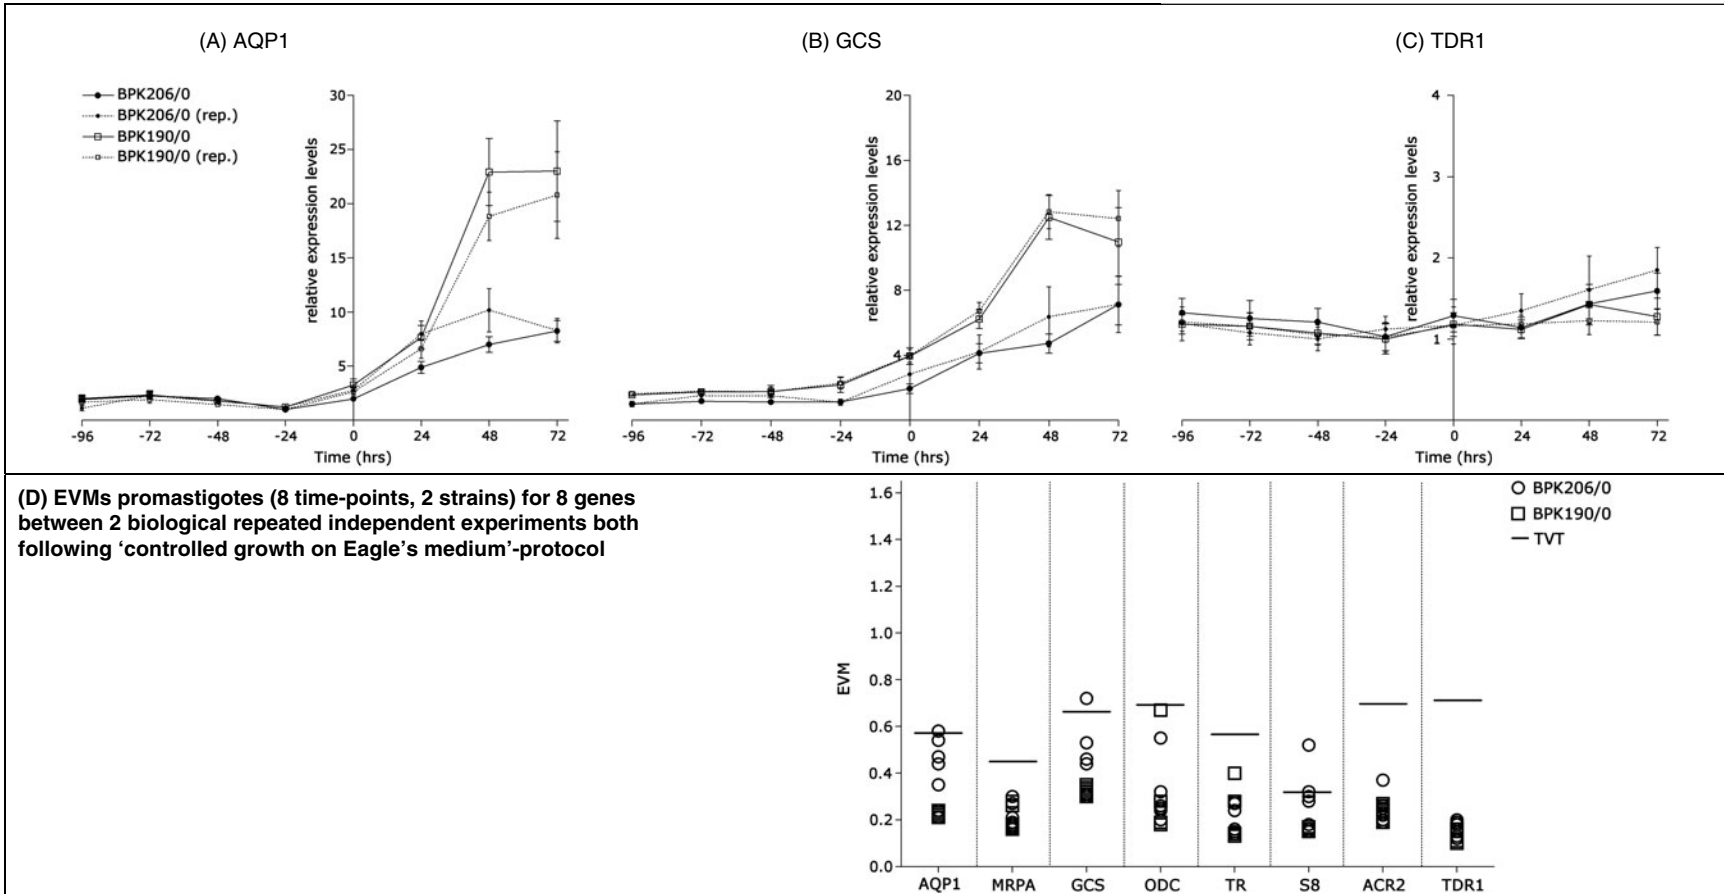 (A) AQP1
(B) GCS
(C) TDR1
BPK206/0
BPK206/0 (rep.)
BPK190/0
BPK190/0 (rep.)
relative expression levels
30
25
20
15
10
5
-96 -72 -48 -24 0 24 48 72
Time (hrs)
relative expression levels
20
16
12
8
4
-96 -72 -48 -24 0 24 48 72
Time (hrs)
relative expression levels
4
3
2
1
-96 -72 -48 -24 0 24 48 72
Time (hrs)
(D) EVMs promastigotes (8 time-points, 2 strains) for 8 genes
between 2 biological repeated independent experiments both
following ‘controlled growth on Eagle’s medium’-protocol
EVM
1.6
1.4
1.2
1.0
0.8
0.6
0.4
0.2
0.0
AQP1 MRPA GCS ODC TR S8 ACR2 TDR1
BPK206/0
BPK190/0
TVT